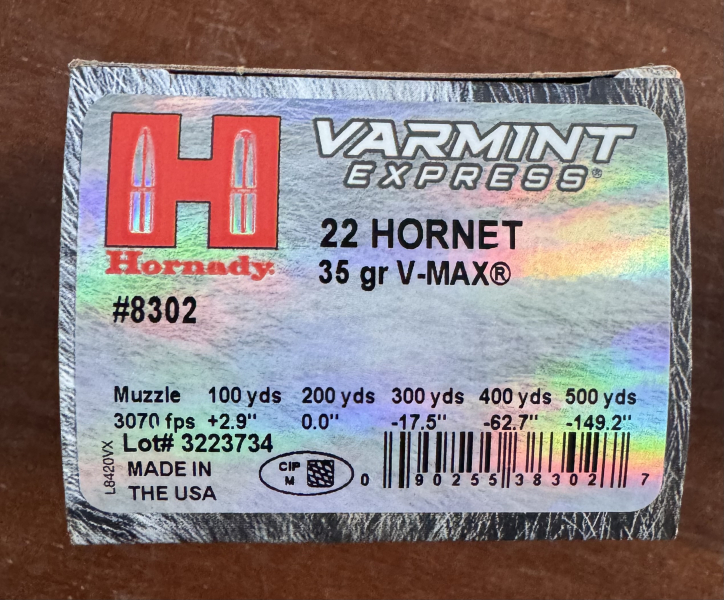 VARMINT
EXPRESS®
Hornady®
22 HORNET
35 gr V-MAX®
#8302
Muzzle 100 yds 200 yds 300 yds 400 yds 500 yds
3070 fps +2.9" 0.0" -17.5" -62.7" -149.2"
Lot# 3223734
MADE IN
THE USA
L8420VX
CIP
M
0 90255 38302 7